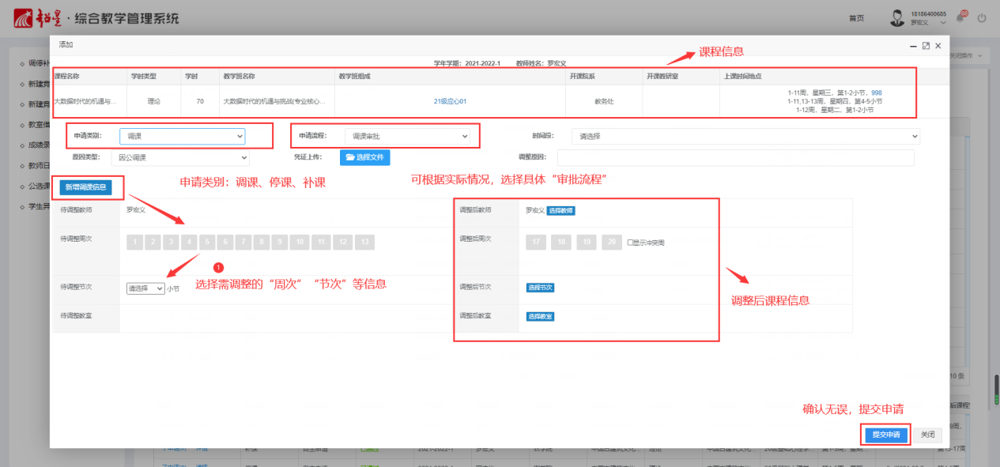 超星·综合教学管理系统
首页
18186400685
罗宏义
添加
关闭操作
学年学期：2021-2022-1 教师姓名：罗宏义
课程信息
课程名称 学时类型 学时 教学班名称 教学班组成 开课院系 开课教研室 上课时间地点
大数据时代的机遇与... 理论 70 大数据时代的机遇与挑战(专业核心... 21级应心01 教务处
1-11周，星期三，第1-2小节，998
1-11,13-13周，星期四，第4-5小节
1-12周，星期二，第1-2小节
调停补
新建竞
新建竞
教室借
成绩录
教师日
公选课
学生异
申请类别： 调课 申请流程： 调课审批 时间段： 请选择
原因类型： 因公调课 凭证上传： 选择文件 调整原因：
申请类别：调课、停课、补课
可根据实际情况，选择具体“审批流程”
新增调课信息
待调整教师 罗宏义 调整后教师 罗宏义 选择教师
待调整周次 1 2 3 4 5 6 7 8 9 10 11 12 13 调整后周次 17 18 19 20 显示冲突周
1
选择需调整的“周次”“节次”等信息
待调整节次 请选择 小节 调整后节次 选择节次
待调整教室 调整后教室 选择教室
调整后课程信息
10 条
后课程
确认无误，提交申请
提交申请 关闭